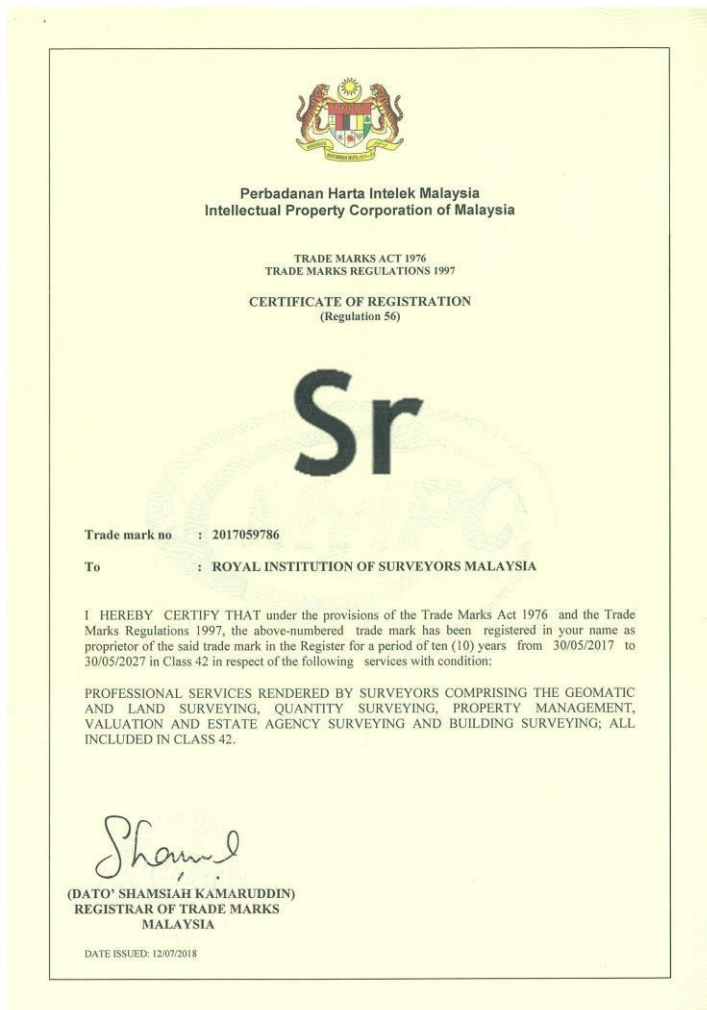 Perbadanan Harta Intelek Malaysia
Intellectual Property Corporation of Malaysia
TRADE MARKS ACT 1976
TRADE MARKS REGULATIONS 1997
CERTIFICATE OF REGISTRATION
(Regulation 56)
Sr
Trade mark no : 2017059786
To : ROYAL INSTITUTION OF SURVEYORS MALAYSIA
I HEREBY CERTIFY THAT under the provisions of the Trade Marks Act 1976 and the Trade
Marks Regulations 1997, the above-numbered trade mark has been registered in your name as
proprietor of the said trade mark in the Register for a period of ten (10) years from 30/05/2017 to
30/05/2027 in Class 42 in respect of the following services with condition:
PROFESSIONAL SERVICES RENDERED BY SURVEYORS COMPRISING THE GEOMATIC
AND LAND SURVEYING, QUANTITY SURVEYING, PROPERTY MANAGEMENT,
VALUATION AND ESTATE AGENCY SURVEYING AND BUILDING SURVEYING; ALL
INCLUDED IN CLASS 42.
(DATO' SHAMSIAH KAMARUDDIN)
REGISTRAR OF TRADE MARKS
MALAYSIA
DATE ISSUED: 12/07/2018